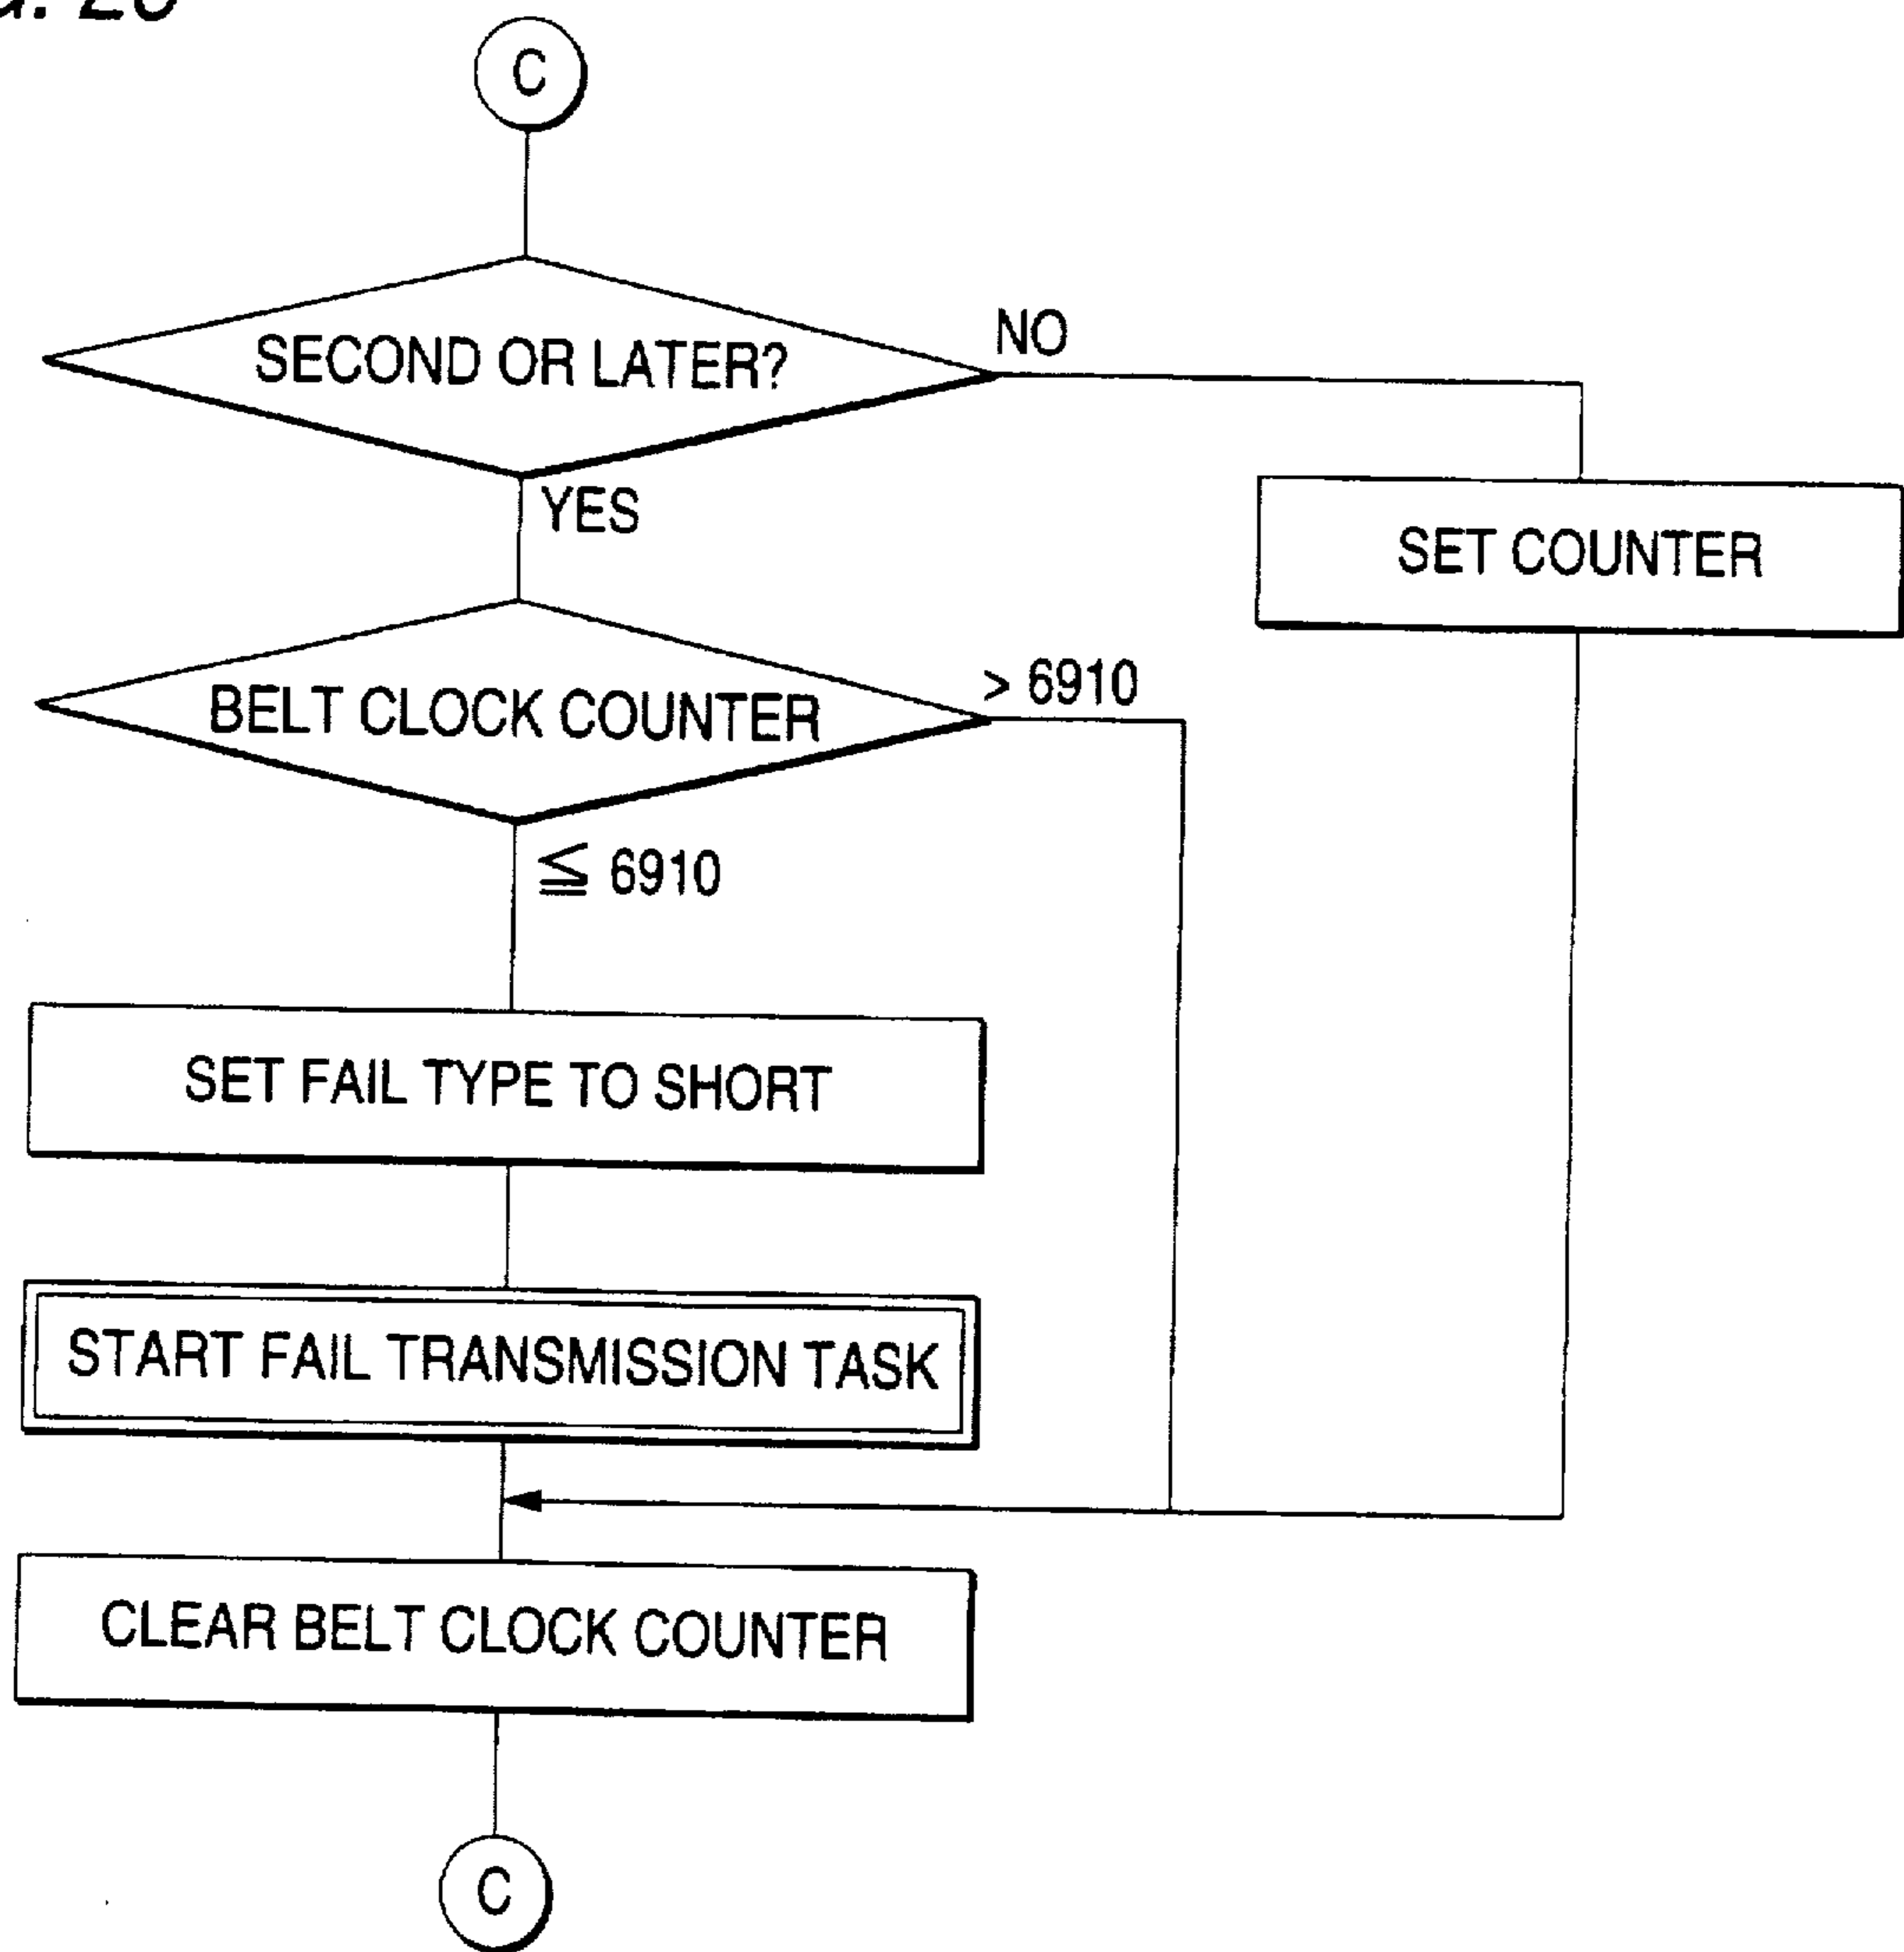 C
SECOND OR LATER?
NO
YES
SET COUNTER
BELT CLOCK COUNTER
> 6910
≦ 6910
SET FAIL TYPE TO SHORT
START FAIL TRANSMISSION TASK
CLEAR BELT CLOCK COUNTER
C